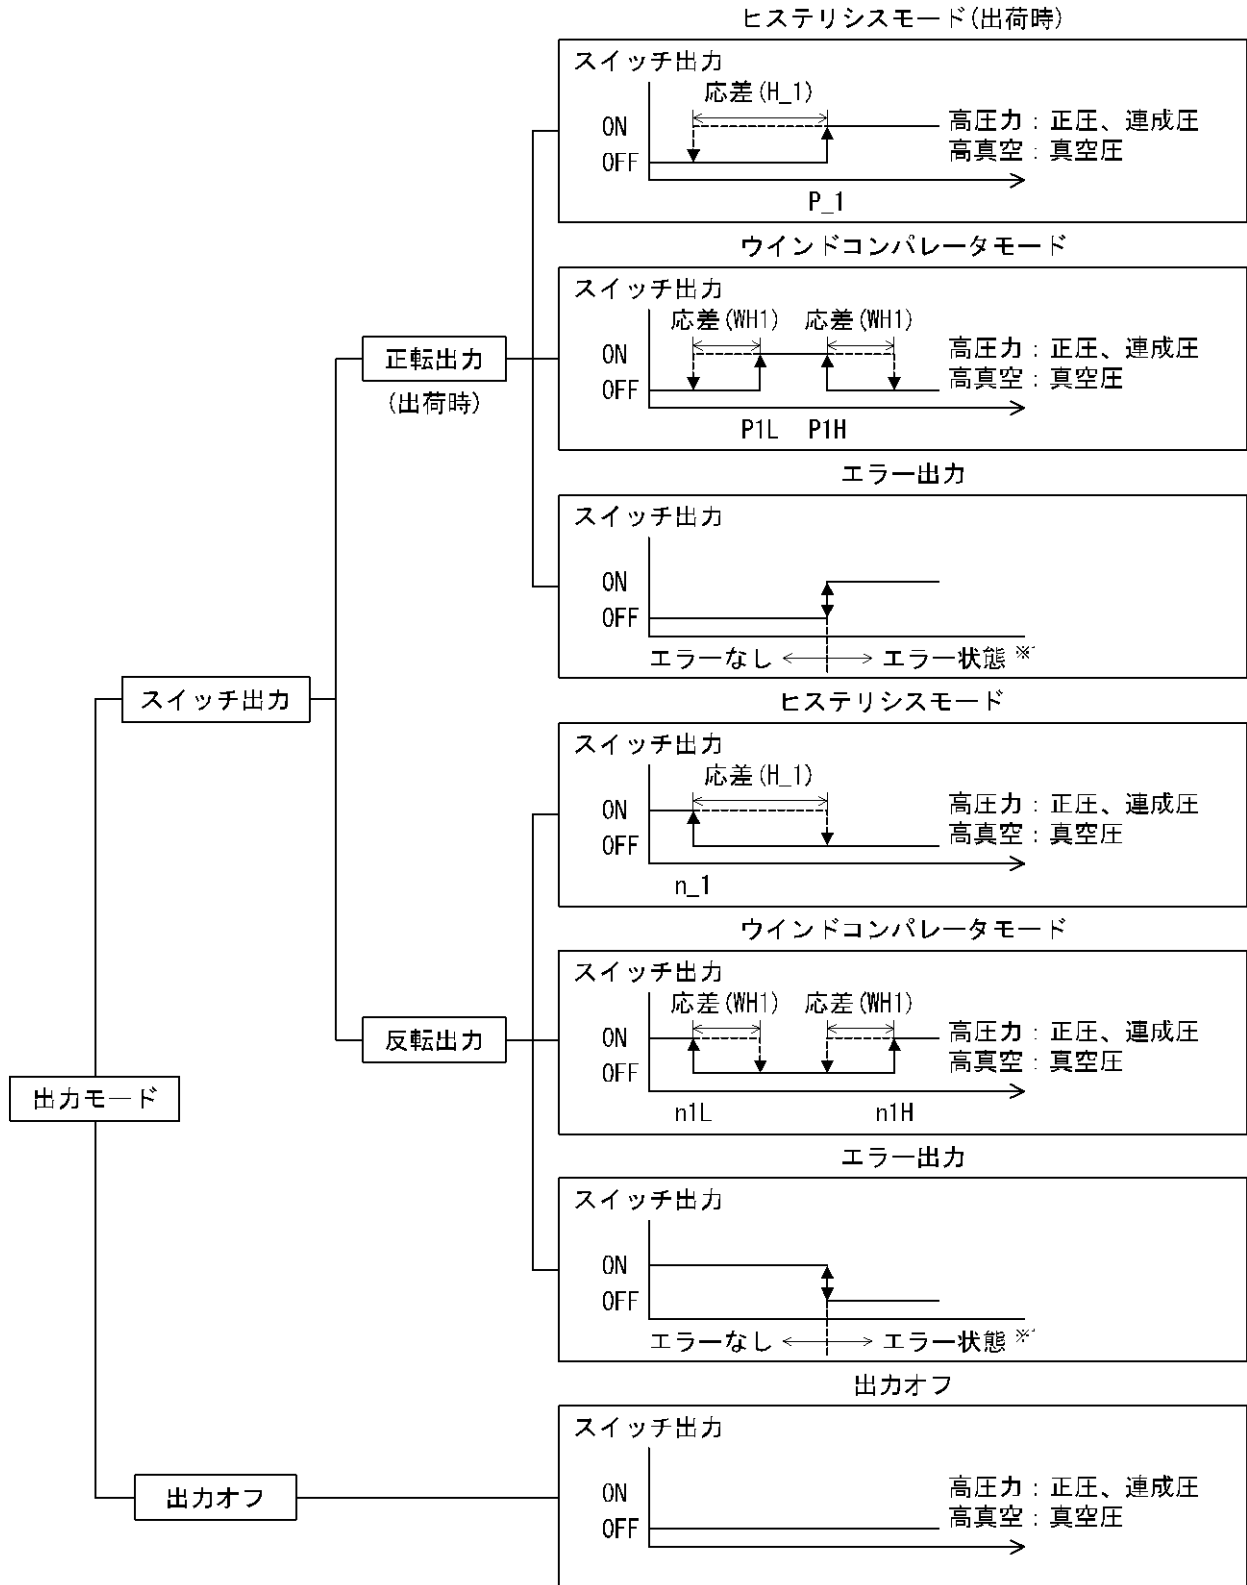 ヒステリシスモード(出荷時)
スイッチ出力
応差(H_1)
ON
OFF
高圧力：正圧、連成圧
高真空：真空圧
P_1
ウインドコンパレータモード
スイッチ出力
応差(WH1) 応差(WH1)
ON
OFF
高圧力：正圧、連成圧
高真空：真空圧
P1L P1H
正転出力
(出荷時)
エラー出力
スイッチ出力
ON
OFF
エラーなし エラー状態※1
スイッチ出力
ヒステリシスモード
スイッチ出力
応差(H_1)
ON
OFF
高圧力：正圧、連成圧
高真空：真空圧
n_1
ウインドコンパレータモード
スイッチ出力
応差(WH1) 応差(WH1)
ON
OFF
高圧力：正圧、連成圧
高真空：真空圧
n1L n1H
反転出力
出力モード
エラー出力
スイッチ出力
ON
OFF
エラーなし エラー状態※1
出力オフ
スイッチ出力
ON
OFF
高圧力：正圧、連成圧
高真空：真空圧
出力オフ